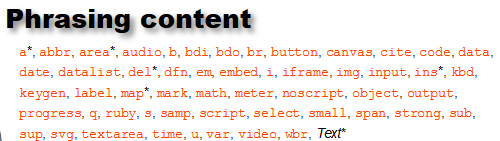 Phrasing content
a*, abbr, area*, audio, b, bdi, bdo, br, button, canvas, cite, code, data,
date, datalist, del*, dfn, em, embed, i, iframe, img, input, ins*, kbd,
keygen, label, map*, mark, math, meter, noscript, object, output,
progress, q, ruby, s, samp, script, select, small, span, strong, sub,
sup, svg, textarea, time, u, var, video, wbr, Text*